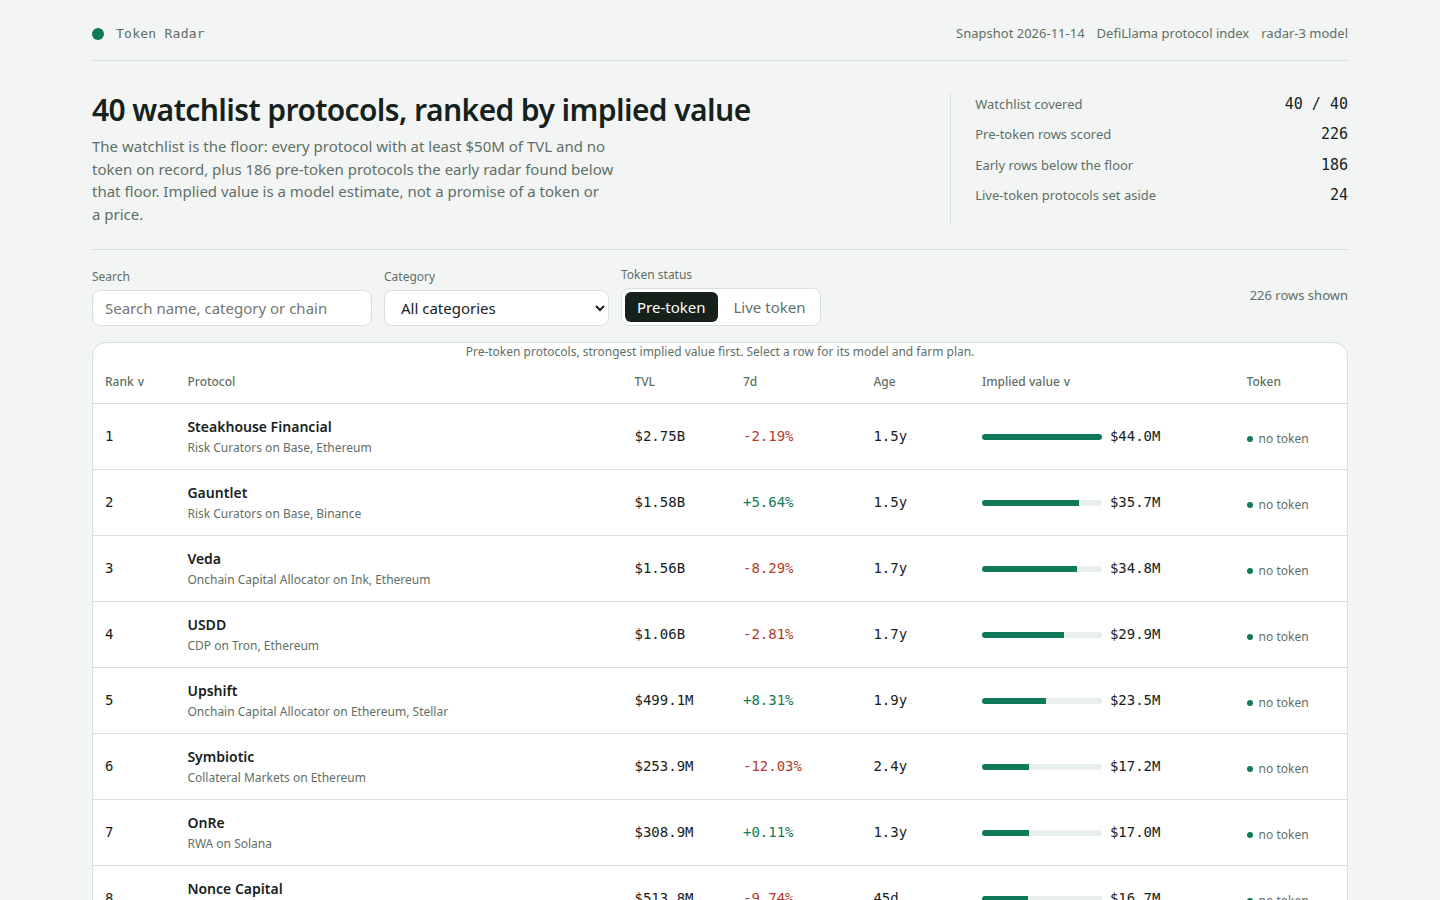 Token Radar
Snapshot 2026-11-14 DefiLlama protocol index radar-3 model
40 watchlist protocols, ranked by implied value
The watchlist is the floor: every protocol with at least $50M of TVL and no
token on record, plus 186 pre-token protocols the early radar found below
that floor. Implied value is a model estimate, not a promise of a token or
a price.
Watchlist covered 40 / 40
Pre-token rows scored 226
Early rows below the floor 186
Live-token protocols set aside 24
Search
Category
Token status
Search name, category or chain
All categories
Pre-token
Live token
226 rows shown
Pre-token protocols, strongest implied value first. Select a row for its model and farm plan.
Rank v Protocol TVL 7d Age Implied value v Token
1 Steakhouse Financial $2.75B -2.19% 1.5y $44.0M no token
Risk Curators on Base, Ethereum
2 Gauntlet $1.58B +5.64% 1.5y $35.7M no token
Risk Curators on Base, Binance
3 Veda $1.56B -8.29% 1.7y $34.8M no token
Onchain Capital Allocator on Ink, Ethereum
4 USDD $1.06B -2.81% 1.7y $29.9M no token
CDP on Tron, Ethereum
5 Upshift $499.1M +8.31% 1.9y $23.5M no token
Onchain Capital Allocator on Ethereum, Stellar
6 Symbiotic $253.9M -12.03% 2.4y $17.2M no token
Collateral Markets on Ethereum
7 OnRe $308.9M +0.11% 1.3y $17.0M no token
RWA on Solana
8 Nonce Capital $513.8M -9.74% 45d $16.7M no token